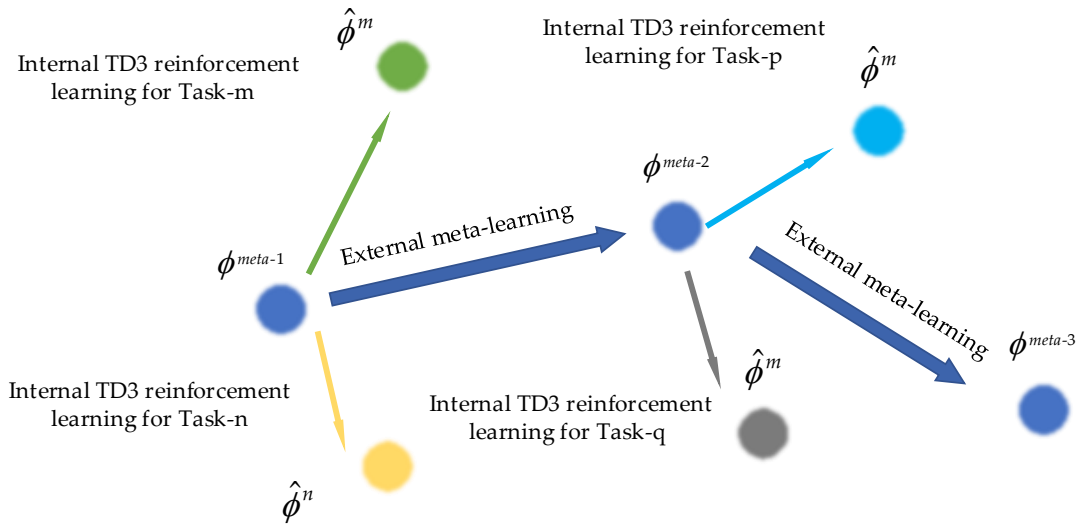 ϕ̂ᵐ
Internal TD3 reinforcement
learning for Task-m
Internal TD3 reinforcement
learning for Task-p
ϕ̂ᵐ
ϕ^meta-2
External meta-learning
ϕ^meta-1
External meta-learning
ϕ^meta-3
ϕ̂ᵐ
Internal TD3 reinforcement
learning for Task-n
Internal TD3 reinforcement
learning for Task-q
ϕ̂ⁿ